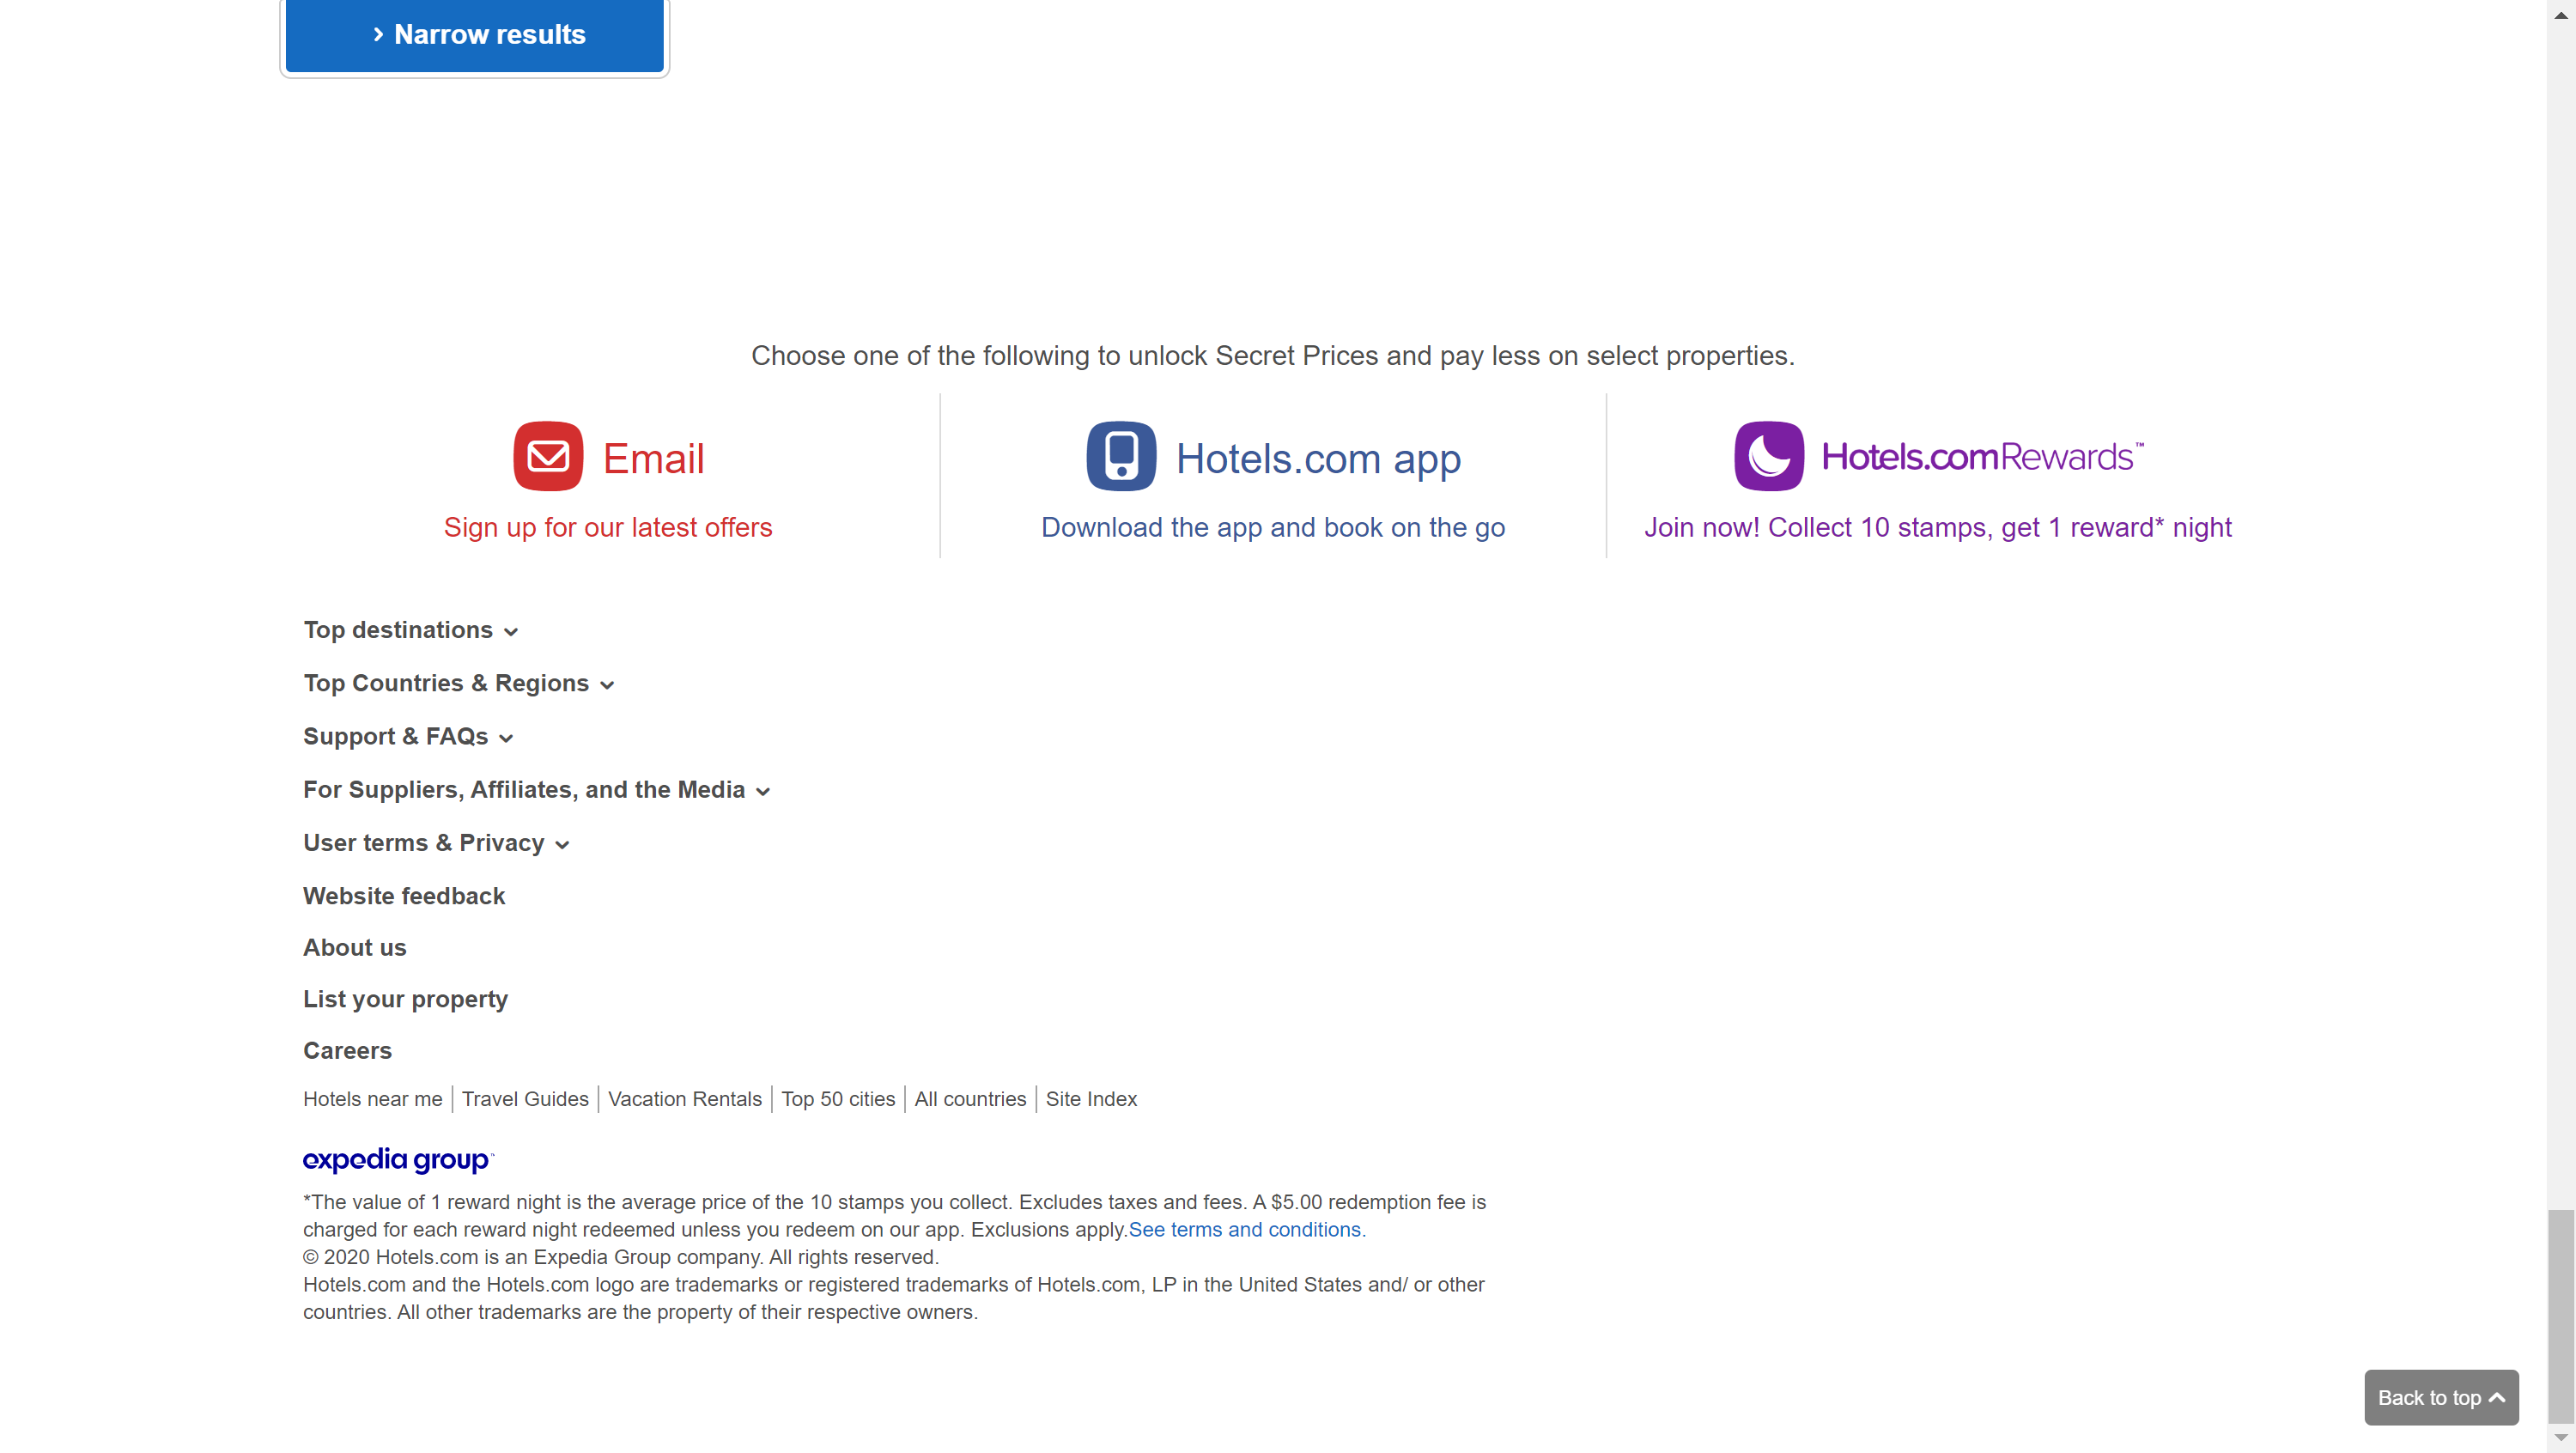 Narrow results
Choose one of the following to unlock Secret Prices and pay less on select properties.
Email
Sign up for our latest offers
Hotels.com app
Download the app and book on the go
Hotels.comRewards™
Join now! Collect 10 stamps, get 1 reward* night
Top destinations
Top Countries & Regions
Support & FAQs
For Suppliers, Affiliates, and the Media
User terms & Privacy
Website feedback
About us
List your property
Careers
Hotels near me | Travel Guides | Vacation Rentals | Top 50 cities | All countries | Site Index
expedia group™
*The value of 1 reward night is the average price of the 10 stamps you collect. Excludes taxes and fees. A $5.00 redemption fee is
charged for each reward night redeemed unless you redeem on our app. Exclusions apply.See terms and conditions.
© 2020 Hotels.com is an Expedia Group company. All rights reserved.
Hotels.com and the Hotels.com logo are trademarks or registered trademarks of Hotels.com, LP in the United States and/ or other
countries. All other trademarks are the property of their respective owners.
Back to top